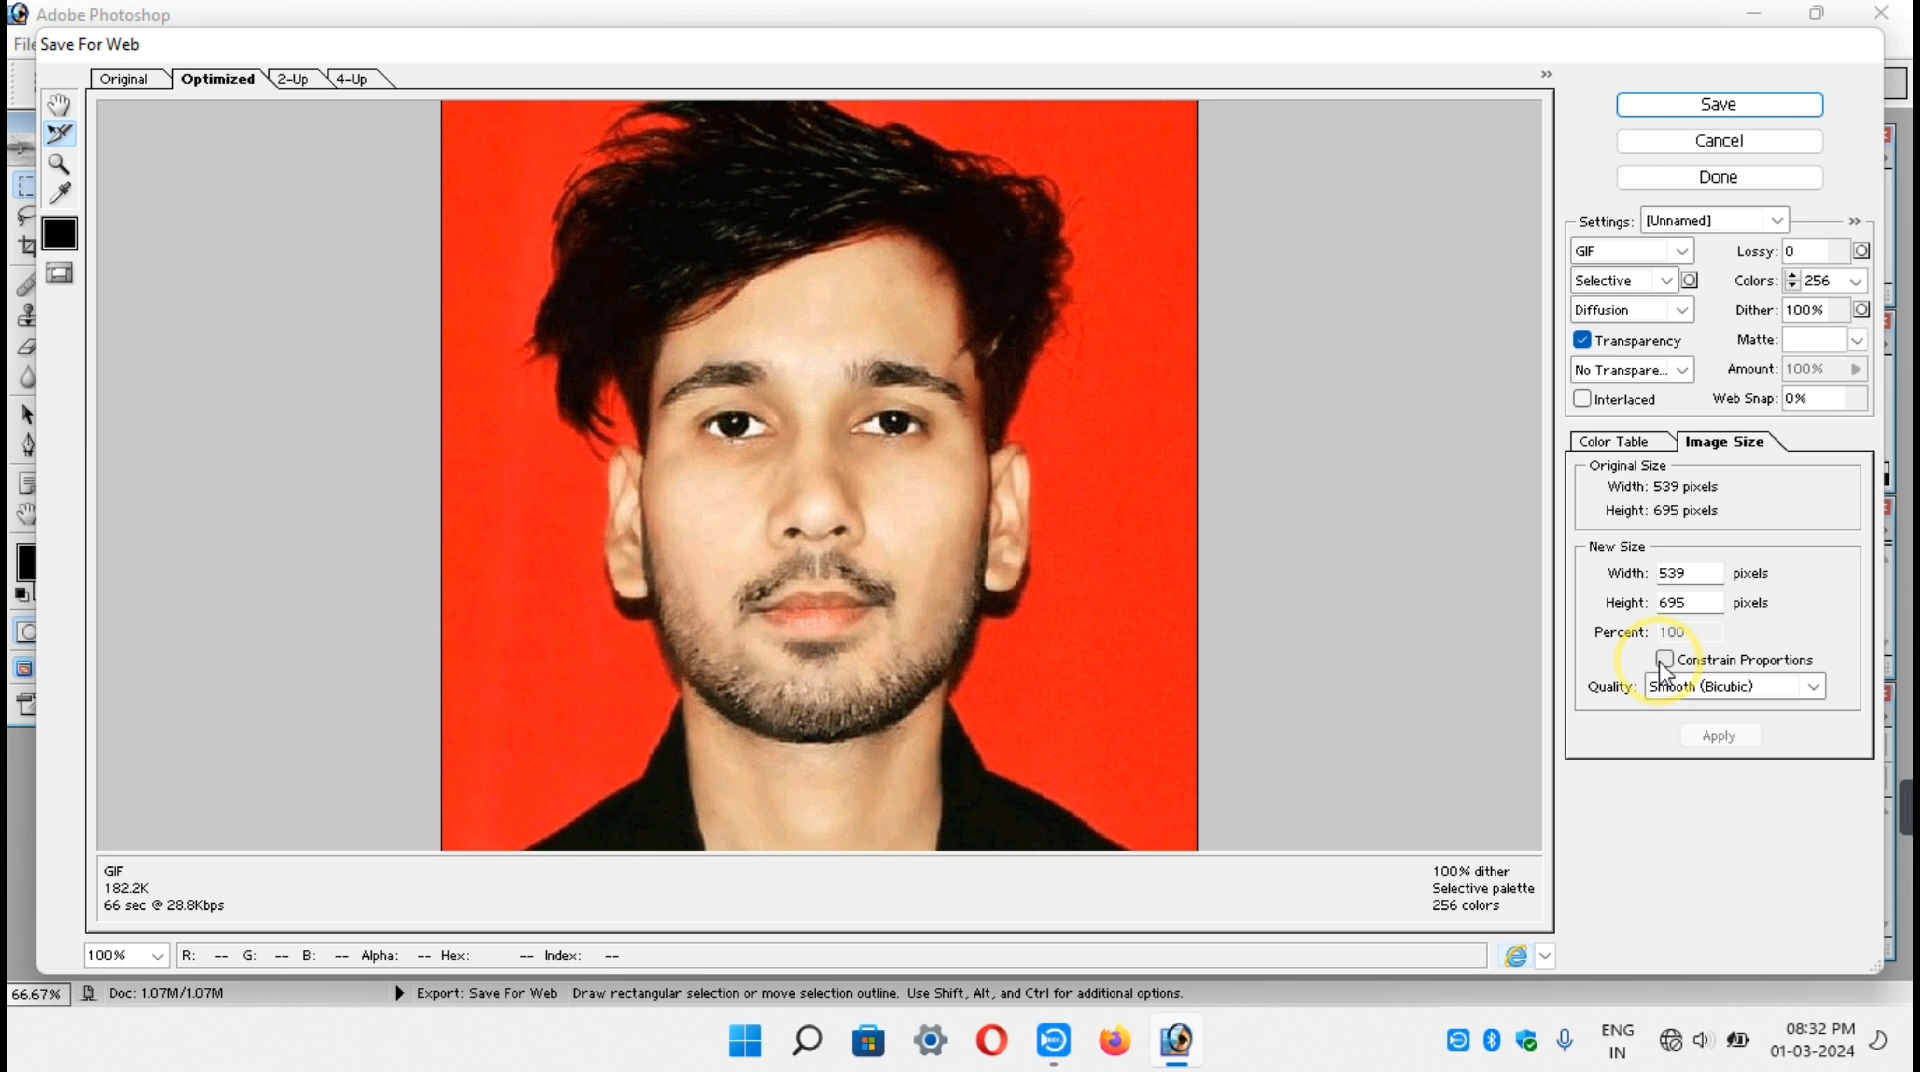 Adobe Photoshop
File
Save For Web
Original
Optimized
2-Up
4-Up
Save
Cancel
Done
Settings: [Unnamed]
GIF
Lossy: 0
Selective
Colors: 256
Diffusion
Dither: 100%
Transparency
Matte:
No Transpare...
Amount: 100%
Interlaced
Web Snap: 0%
Color Table
Image Size
Original Size
Width: 539 pixels
Height: 695 pixels
New Size
Width: 539 pixels
Height: 695 pixels
Percent: 100
Constrain Proportions
Quality: Smooth (Bicubic)
Apply
GIF
182.2K
66 sec @ 28.8Kbps
100% dither
Selective palette
256 colors
100%
R: -- G: -- B: -- Alpha: -- Hex: -- Index: --
66.67%
Doc: 1.07M/1.07M
Export: Save For Web Draw rectangular selection or move selection outline. Use Shift, Alt, and Ctrl for additional options.
ENG
IN
08:32 PM
01-03-2024